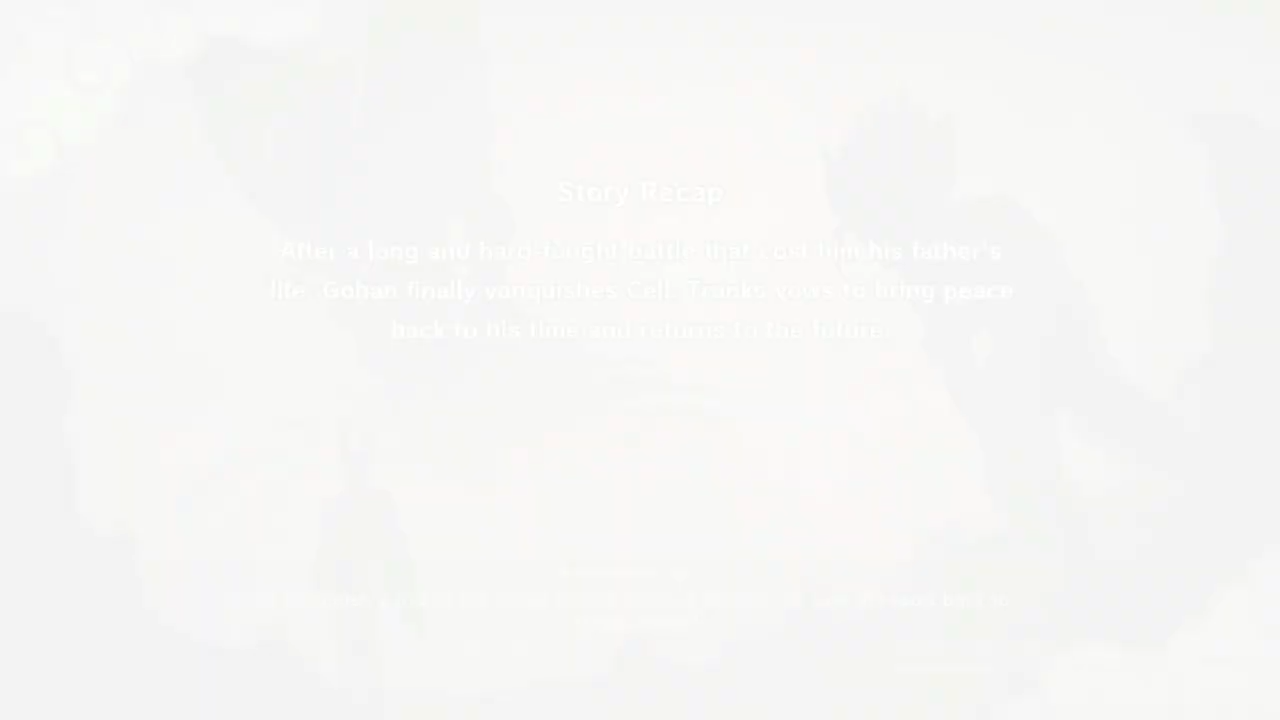 Story Recap
After a long and hard-fought battle that cost him his father's
life, Gohan finally vanquishes Cell. Trunks vows to bring peace
back to his time and returns to the future.